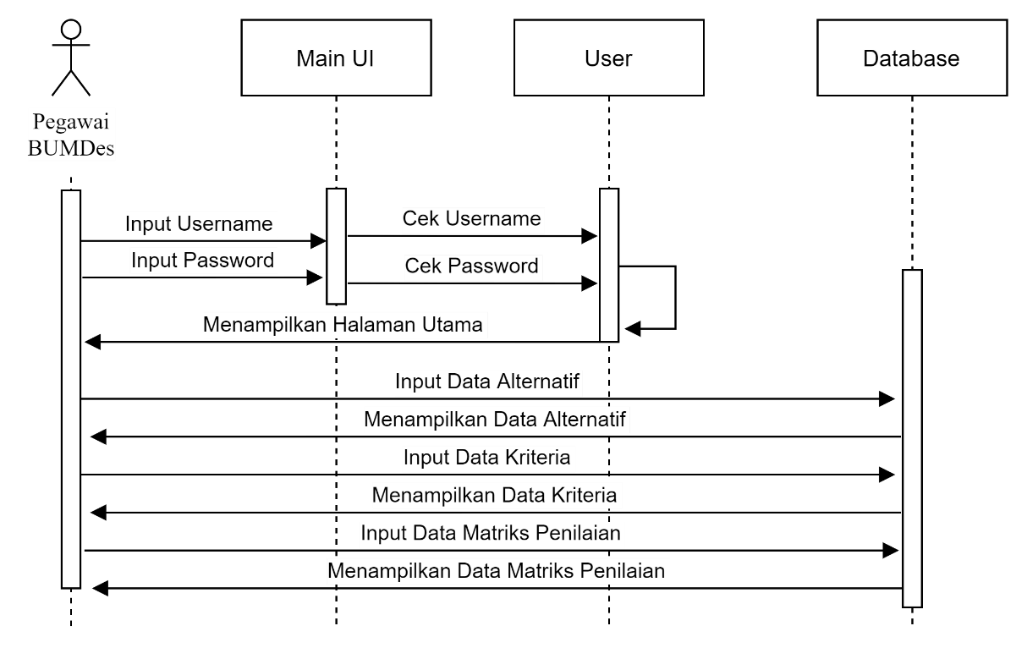 Main UI
User
Database
Pegawai
BUMDes
Input Username
Cek Username
Input Password
Cek Password
Menampilkan Halaman Utama
Input Data Alternatif
Menampilkan Data Alternatif
Input Data Kriteria
Menampilkan Data Kriteria
Input Data Matriks Penilaian
Menampilkan Data Matriks Penilaian